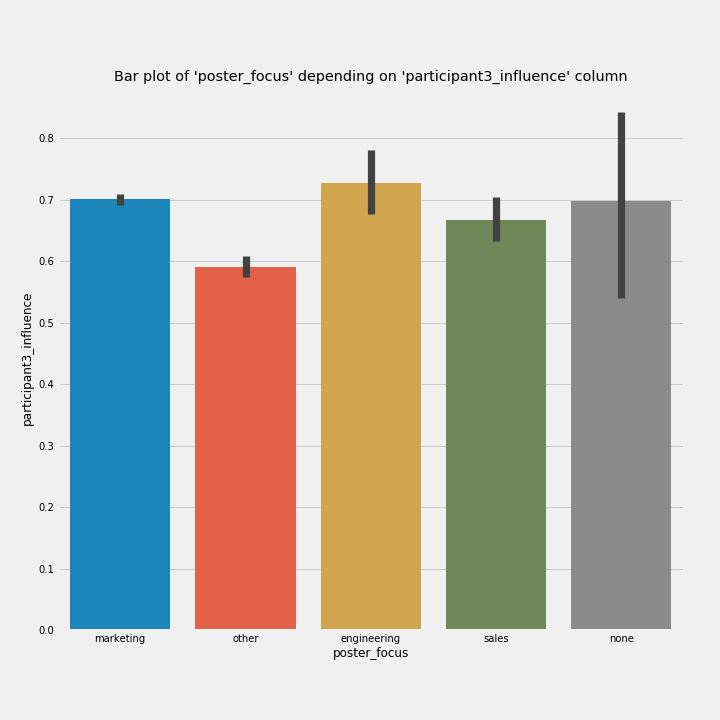 Bar plot of 'poster_focus' depending on 'participant3_influence' column
participant3_influence
0.8
0.7
0.6
0.5
0.4
0.3
0.2
0.1
0.0
marketing other engineering sales none
poster_focus